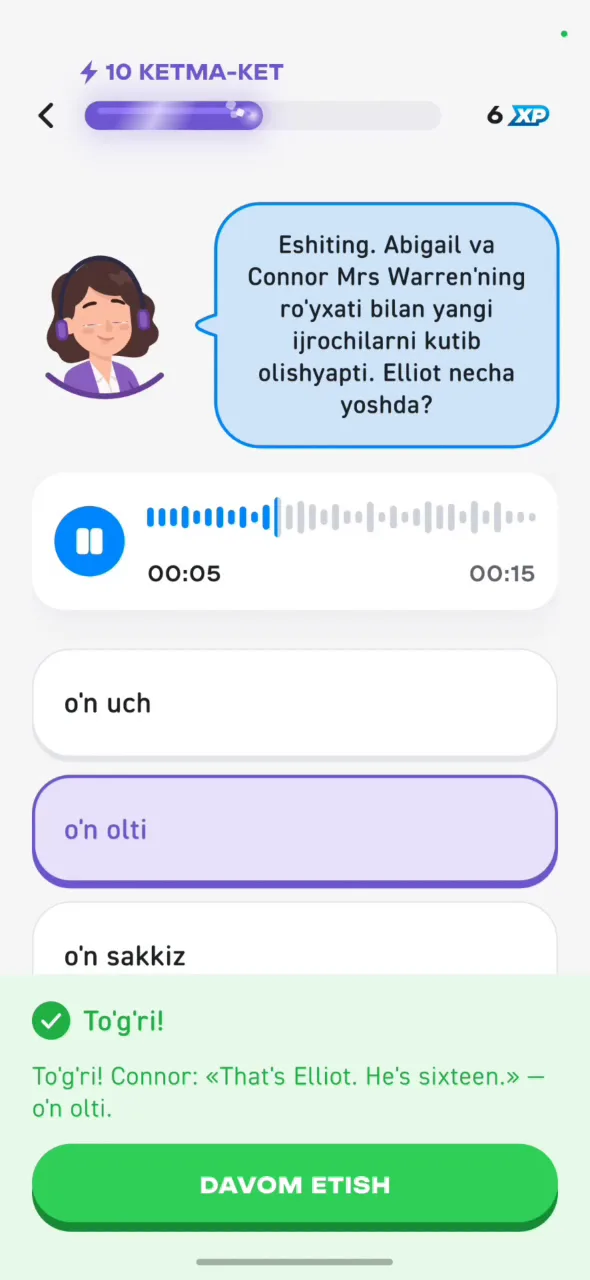 10 KETMA-KET
6 XP
Eshiting. Abigail va
Connor Mrs Warren'ning
ro'yxati bilan yangi
ijrochilarni kutib
olishyapti. Elliot necha
yoshda?
00:05
00:15
o'n uch
o'n olti
o'n sakkiz
To'g'ri!
To'g'ri! Connor: «That's Elliot. He's sixteen.» —
o'n olti.
DAVOM ETISH